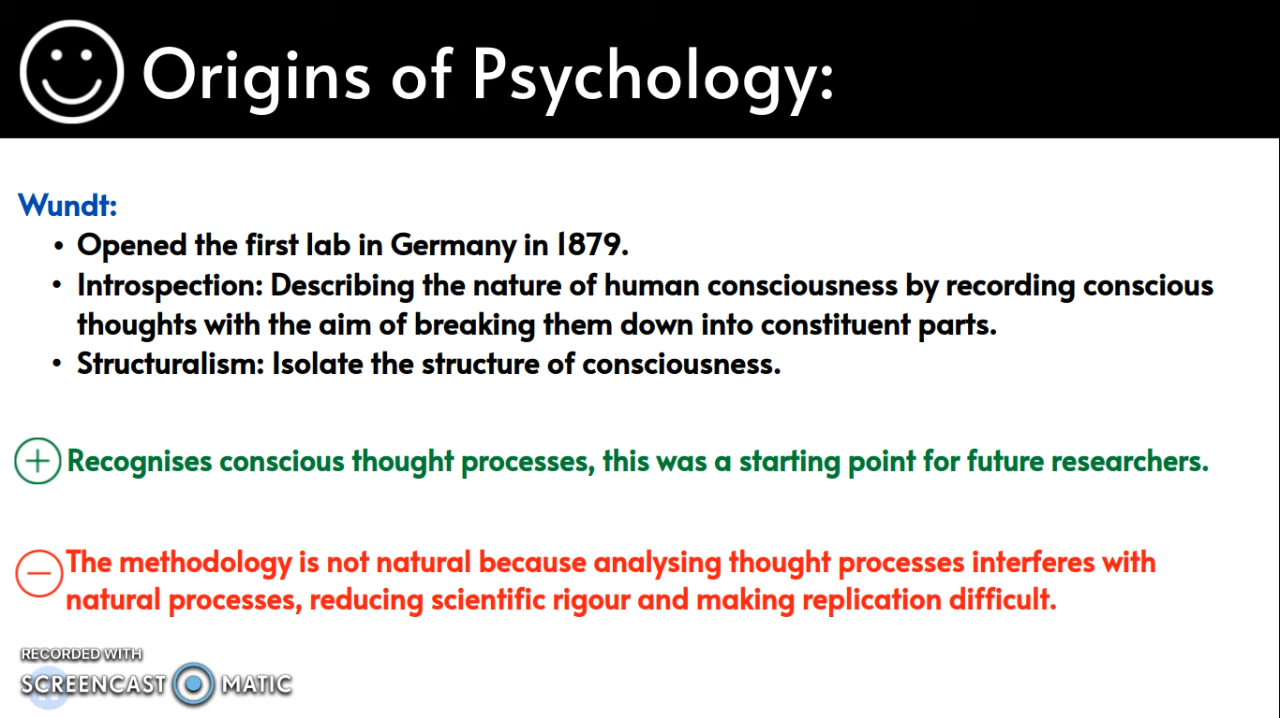 Origins of Psychology:
Wundt:
• Opened the first lab in Germany in 1879.
• Introspection: Describing the nature of human consciousness by recording conscious
thoughts with the aim of breaking them down into constituent parts.
• Structuralism: Isolate the structure of consciousness.
Recognises conscious thought processes, this was a starting point for future researchers.
The methodology is not natural because analysing thought processes interferes with
natural processes, reducing scientific rigour and making replication difficult.
RECORDED WITH
SCREENCAST MATIC